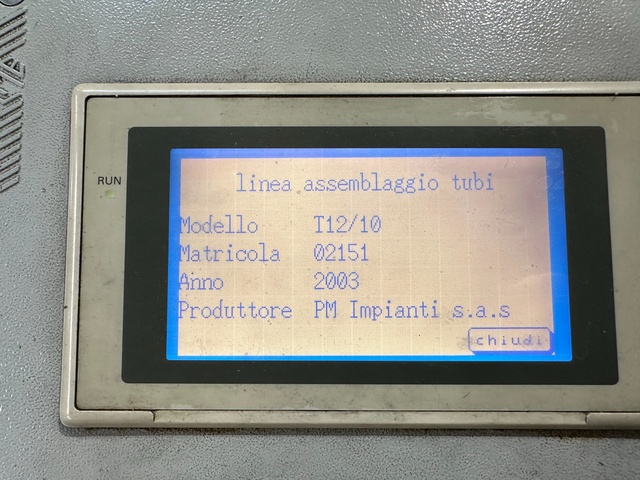 RUN
linea assemblaggio tubi
Modello T12/10
Matricola 02151
Anno 2003
Produttore PM Impianti s.a.s
chiudi